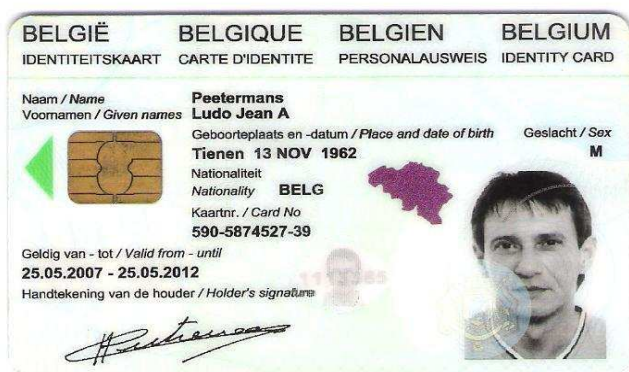 BELGIË BELGIQUE BELGIEN BELGIUM
IDENTITEITSKAART CARTE D'IDENTITE PERSONALAUSWEIS IDENTITY CARD
Naam / Name Peetermans
Voornamen / Given names Ludo Jean A
Geboorteplaats en -datum / Place and date of birth Geslacht / Sex
Tienen 13 NOV 1962 M
Nationaliteit
Nationality BELG
Kaartnr. / Card No
590-5874527-39
Geldig van - tot / Valid from - until
25.05.2007 - 25.05.2012
Handtekening van de houder / Holder's signature